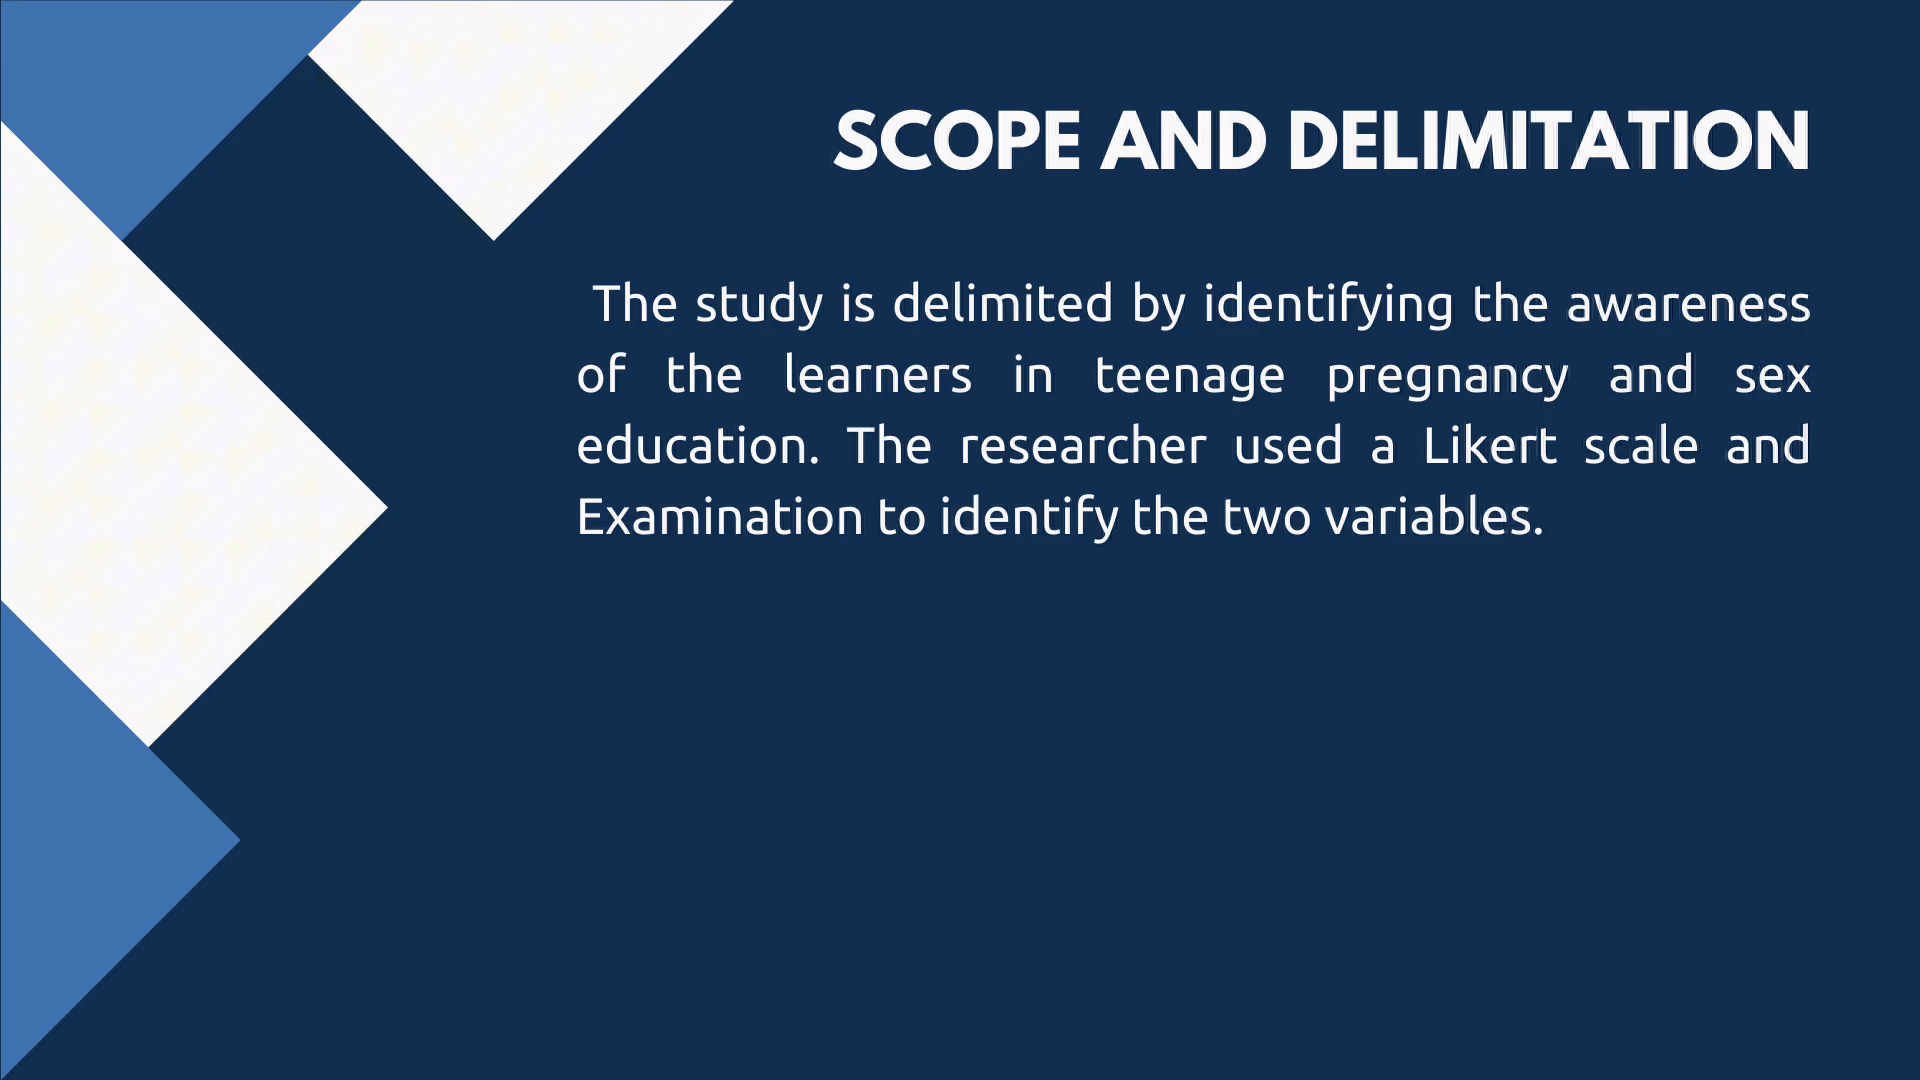 SCOPE AND DELIMITATION
The study is delimited by identifying the awareness
of the learners in teenage pregnancy and sex
education. The researcher used a Likert scale and
Examination to identify the two variables.